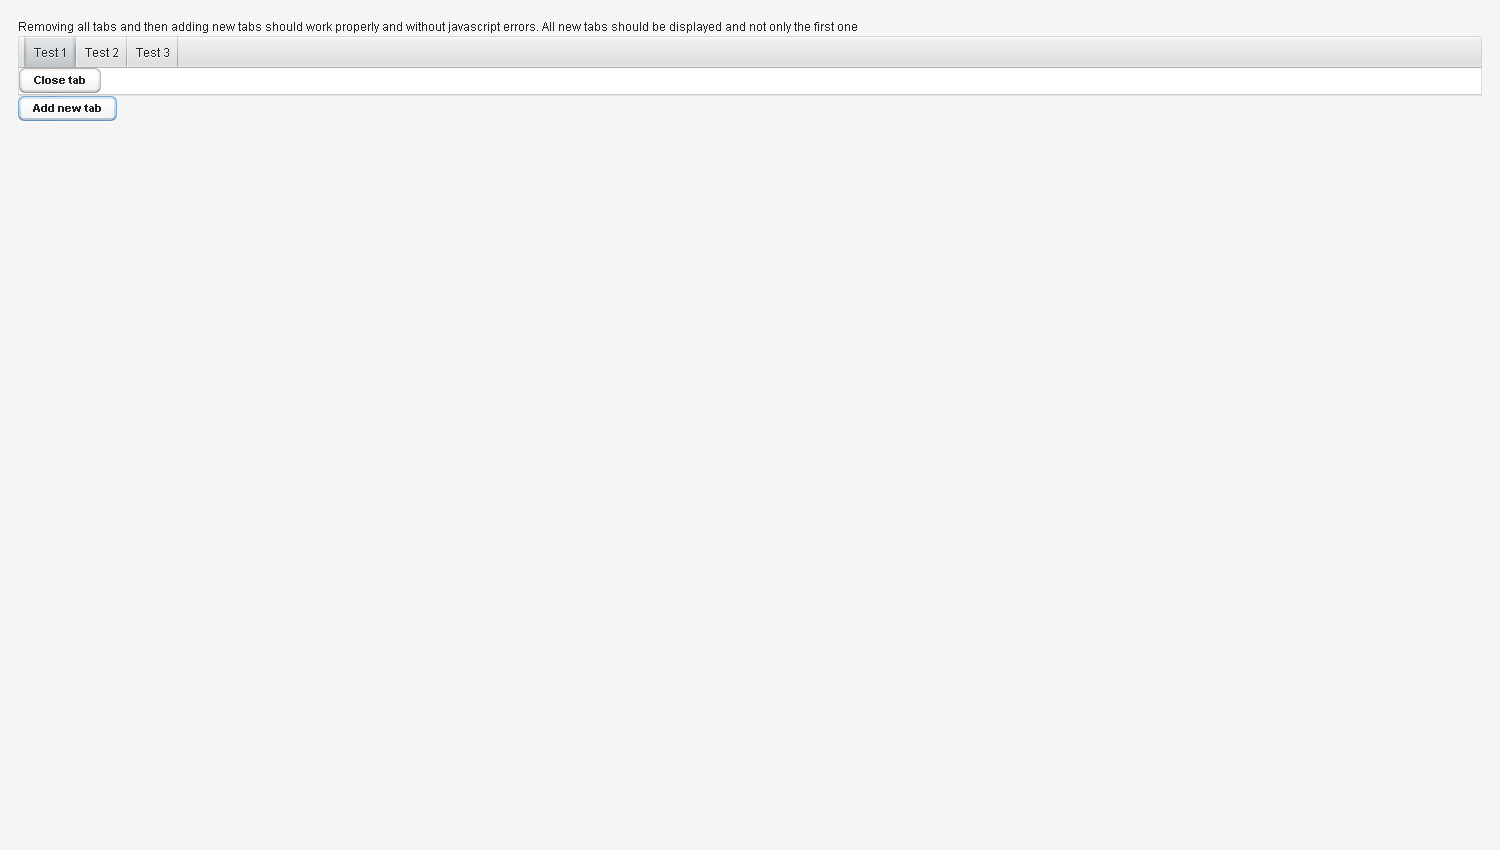 Removing all tabs and then adding new tabs should work properly and without javascript errors. All new tabs should be displayed and not only the first one
Test 1 Test 2 Test 3
Close tab
Add new tab